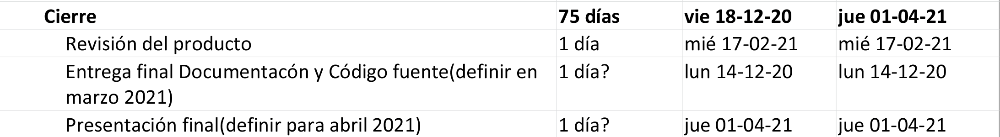 Cierre 75 días vie 18-12-20 jue 01-04-21
Revisión del producto 1 día mié 17-02-21 mié 17-02-21
Entrega final Documentacón y Código fuente(definir en 1 día? lun 14-12-20 lun 14-12-20
marzo 2021)
Presentación final(definir para abril 2021) 1 día? jue 01-04-21 jue 01-04-21